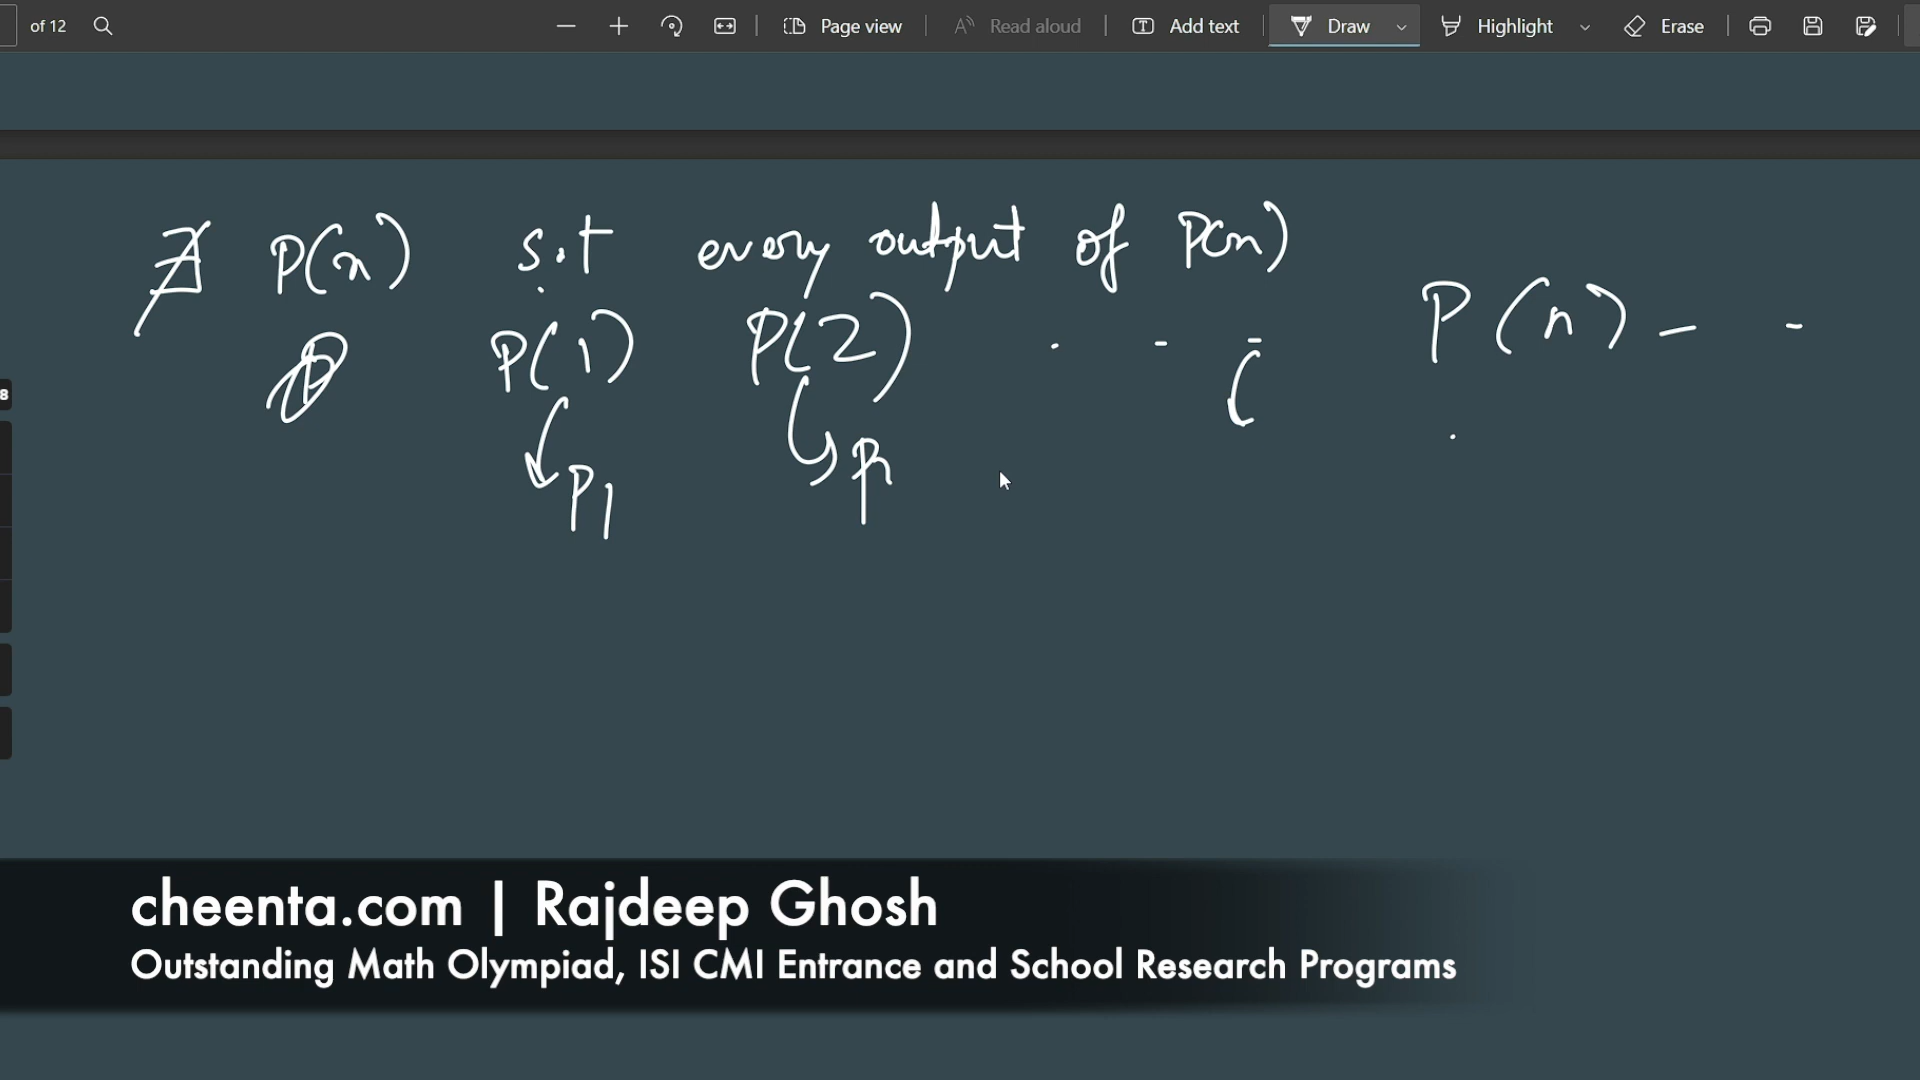 of 12 Page view Read aloud Add text Draw Highlight Erase
∄ P(n) s.t every output of P(n)
P(1) P(2) . - - P(n) - -
P1
8
cheenta.com | Rajdeep Ghosh
Outstanding Math Olympiad, ISI CMI Entrance and School Research Programs